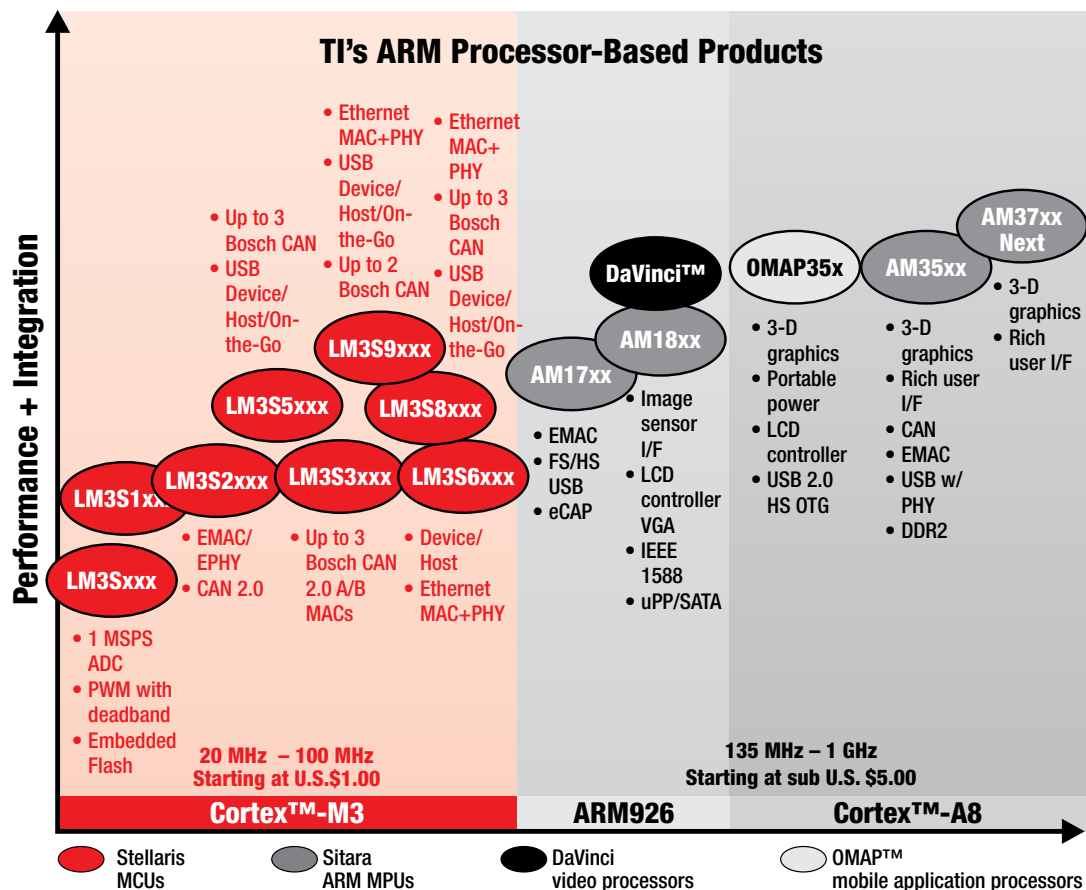 TI's ARM Processor-Based Products
Performance + Integration
• Ethernet
MAC+PHY
• USB
Device/
Host/On-
the-Go
• Up to 2
Bosch CAN
• Ethernet
MAC+
PHY
• Up to 3
Bosch
CAN
• USB
Device/
Host/On-
the-Go
• Up to 3
Bosch CAN
• USB
Device/
Host/On-
the-Go
LM3S9xxx
LM3S5xxx
LM3S8xxx
LM3S1xxx
LM3S2xxx
LM3S3xxx
LM3S6xxx
LM3Sxxx
• EMAC/
EPHY
• CAN 2.0
• Up to 3
Bosch CAN
2.0 A/B
MACs
• Device/
Host
• Ethernet
MAC+PHY
• 1 MSPS
ADC
• PWM with
deadband
• Embedded
Flash
20 MHz – 100 MHz
Starting at U.S.$1.00
DaVinci™
AM18xx
AM17xx
• EMAC
• FS/HS
USB
• eCAP
• Image
sensor
I/F
• LCD
controller
VGA
• IEEE
1588
• uPP/SATA
OMAP35x
AM35xx
AM37xx
Next
• 3-D
graphics
• Portable
power
• LCD
controller
• USB 2.0
HS OTG
• 3-D
graphics
• Rich user
I/F
• CAN
• EMAC
• USB w/
PHY
• DDR2
• 3-D
graphics
• Rich
user I/F
135 MHz – 1 GHz
Starting at sub U.S. $5.00
Cortex™-M3
ARM926
Cortex™-A8
Stellaris
MCUs
Sitara
ARM MPUs
DaVinci
video processors
OMAP™
mobile application processors